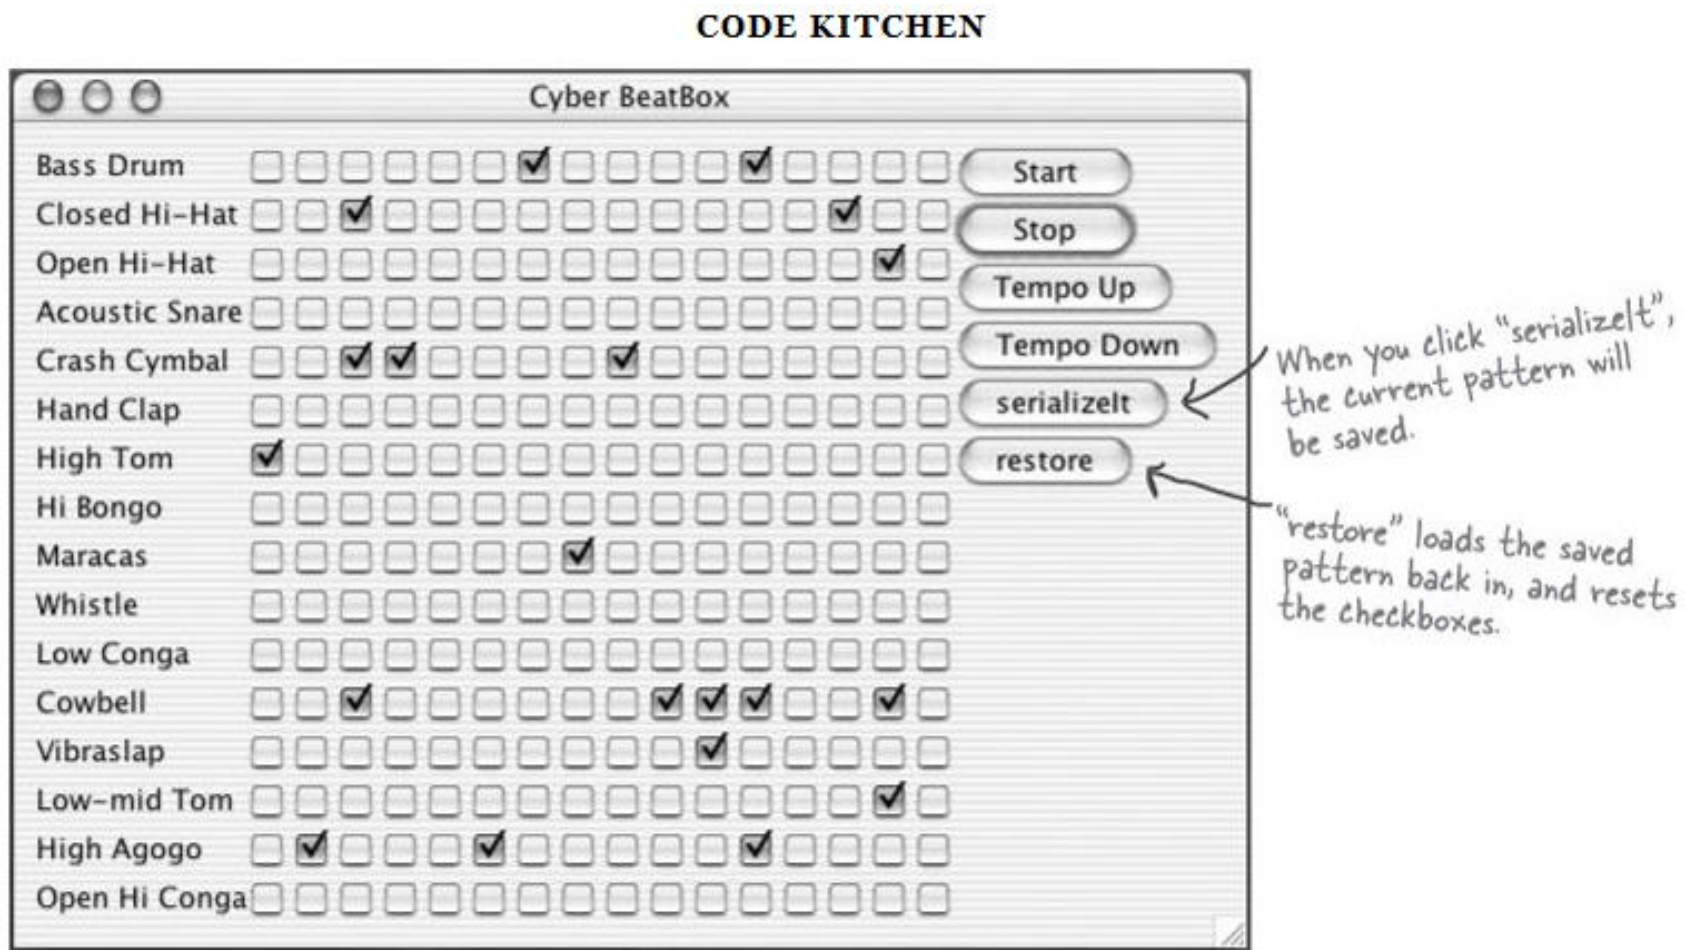 CODE KITCHEN
Cyber BeatBox
Bass Drum
Closed Hi-Hat
Open Hi-Hat
Acoustic Snare
Crash Cymbal
Hand Clap
High Tom
Hi Bongo
Maracas
Whistle
Low Conga
Cowbell
Vibraslap
Low-mid Tom
High Agogo
Open Hi Conga
Start
Stop
Tempo Up
Tempo Down
serializeIt
restore
When you click "serializeIt",
the current pattern will
be saved.
"restore" loads the saved
pattern back in, and resets
the checkboxes.